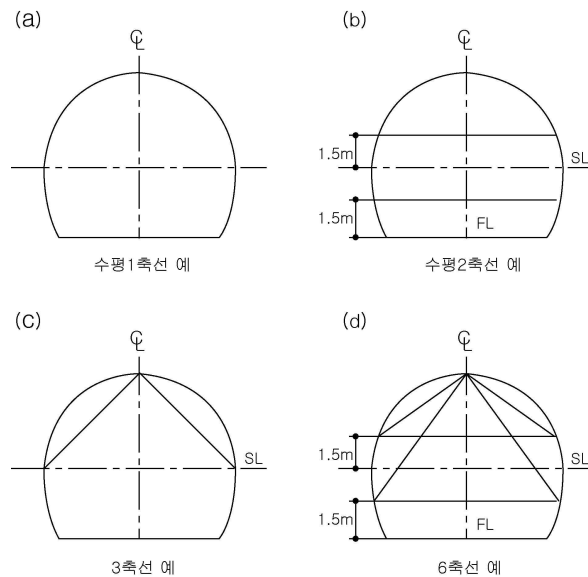 (a)
℄
수평1축선 예
(b)
℄
1.5m
SL
1.5m
FL
수평2축선 예
(c)
℄
SL
3축선 예
(d)
℄
1.5m
SL
1.5m
FL
6축선 예